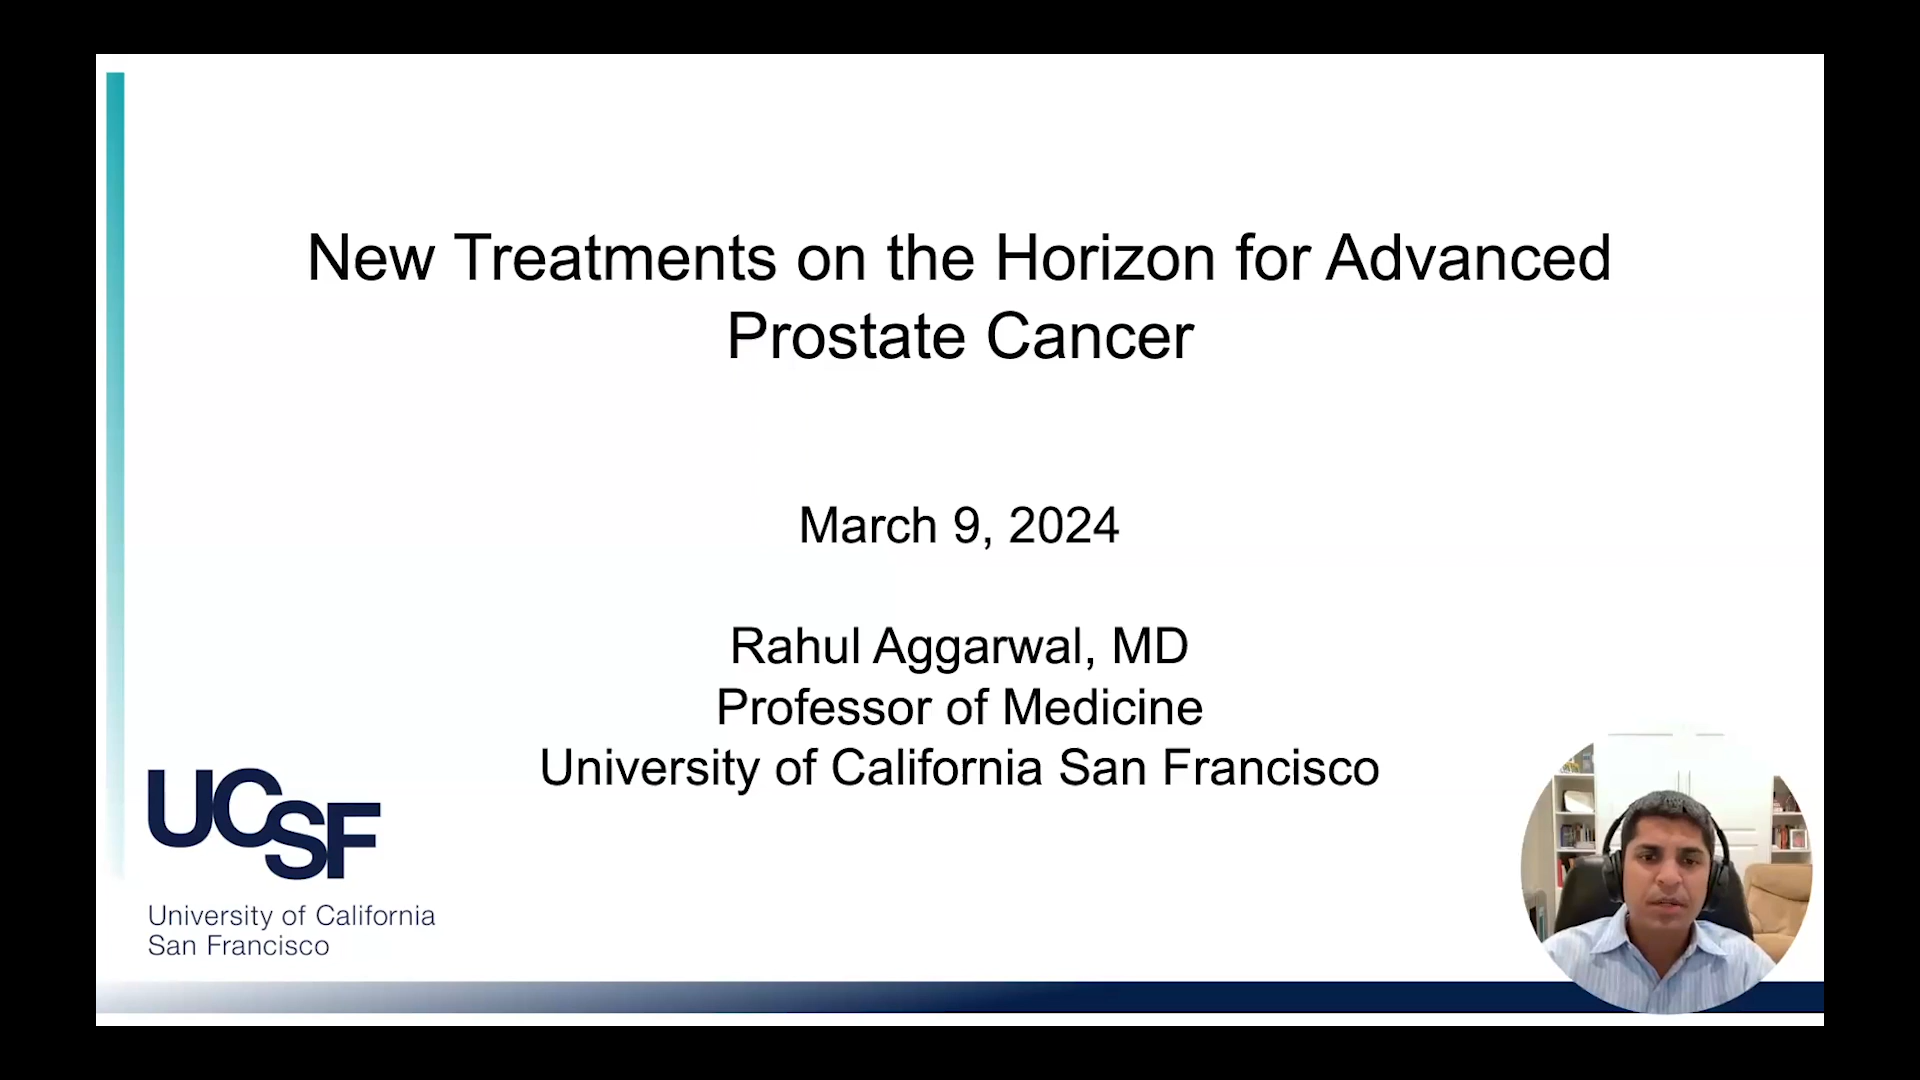 New Treatments on the Horizon for Advanced
Prostate Cancer
March 9, 2024
Rahul Aggarwal, MD
Professor of Medicine
University of California San Francisco
UCSF
University of California
San Francisco